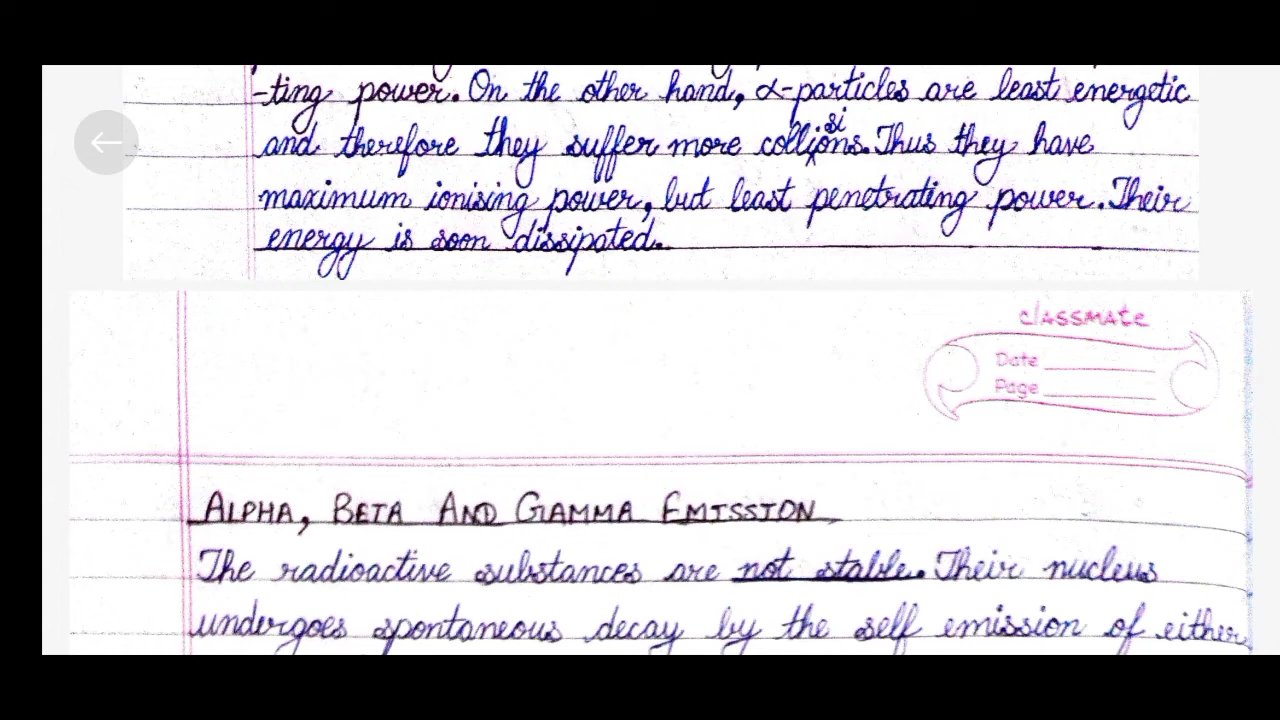 -ting power. On the other hand, α-particles are least energetic
and therefore they suffer more collisions. Thus they have
maximum ionising power, but least penetrating power. Their
energy is soon dissipated.
classmate
Date
Page
ALPHA, BETA AND GAMMA EMISSION
The radioactive substances are not stable. Their nucleus
undergoes spontaneous decay by the self emission of either